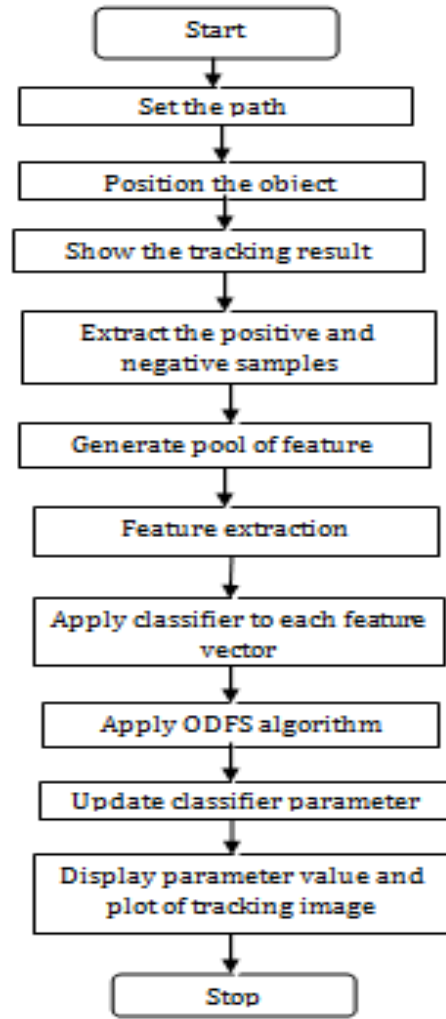 Start
Set the path
Position the object
Show the tracking result
Extract the positive and
negative samples
Generate pool of feature
Feature extraction
Apply classifier to each feature
vector
Apply ODFS algorithm
Update classifier parameter
Display parameter value and
plot of tracking image
Stop